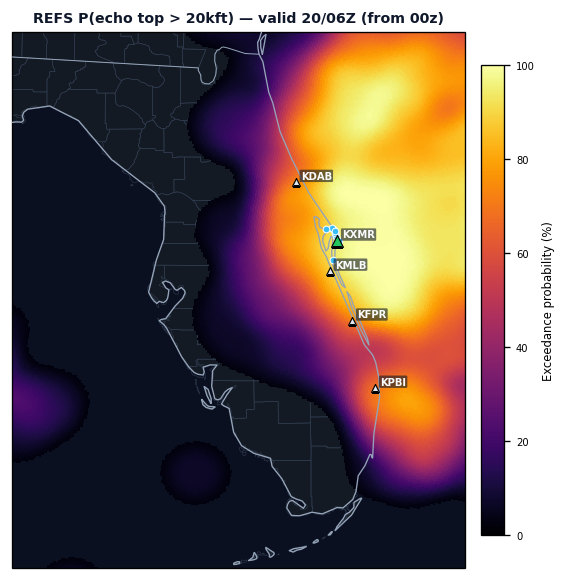 REFS P(echo top > 20kft) — valid 20/06Z (from 00z)
KDAB
KXMR
KMLB
KFPR
KPBI
100
80
60
40
20
0
Exceedance probability (%)